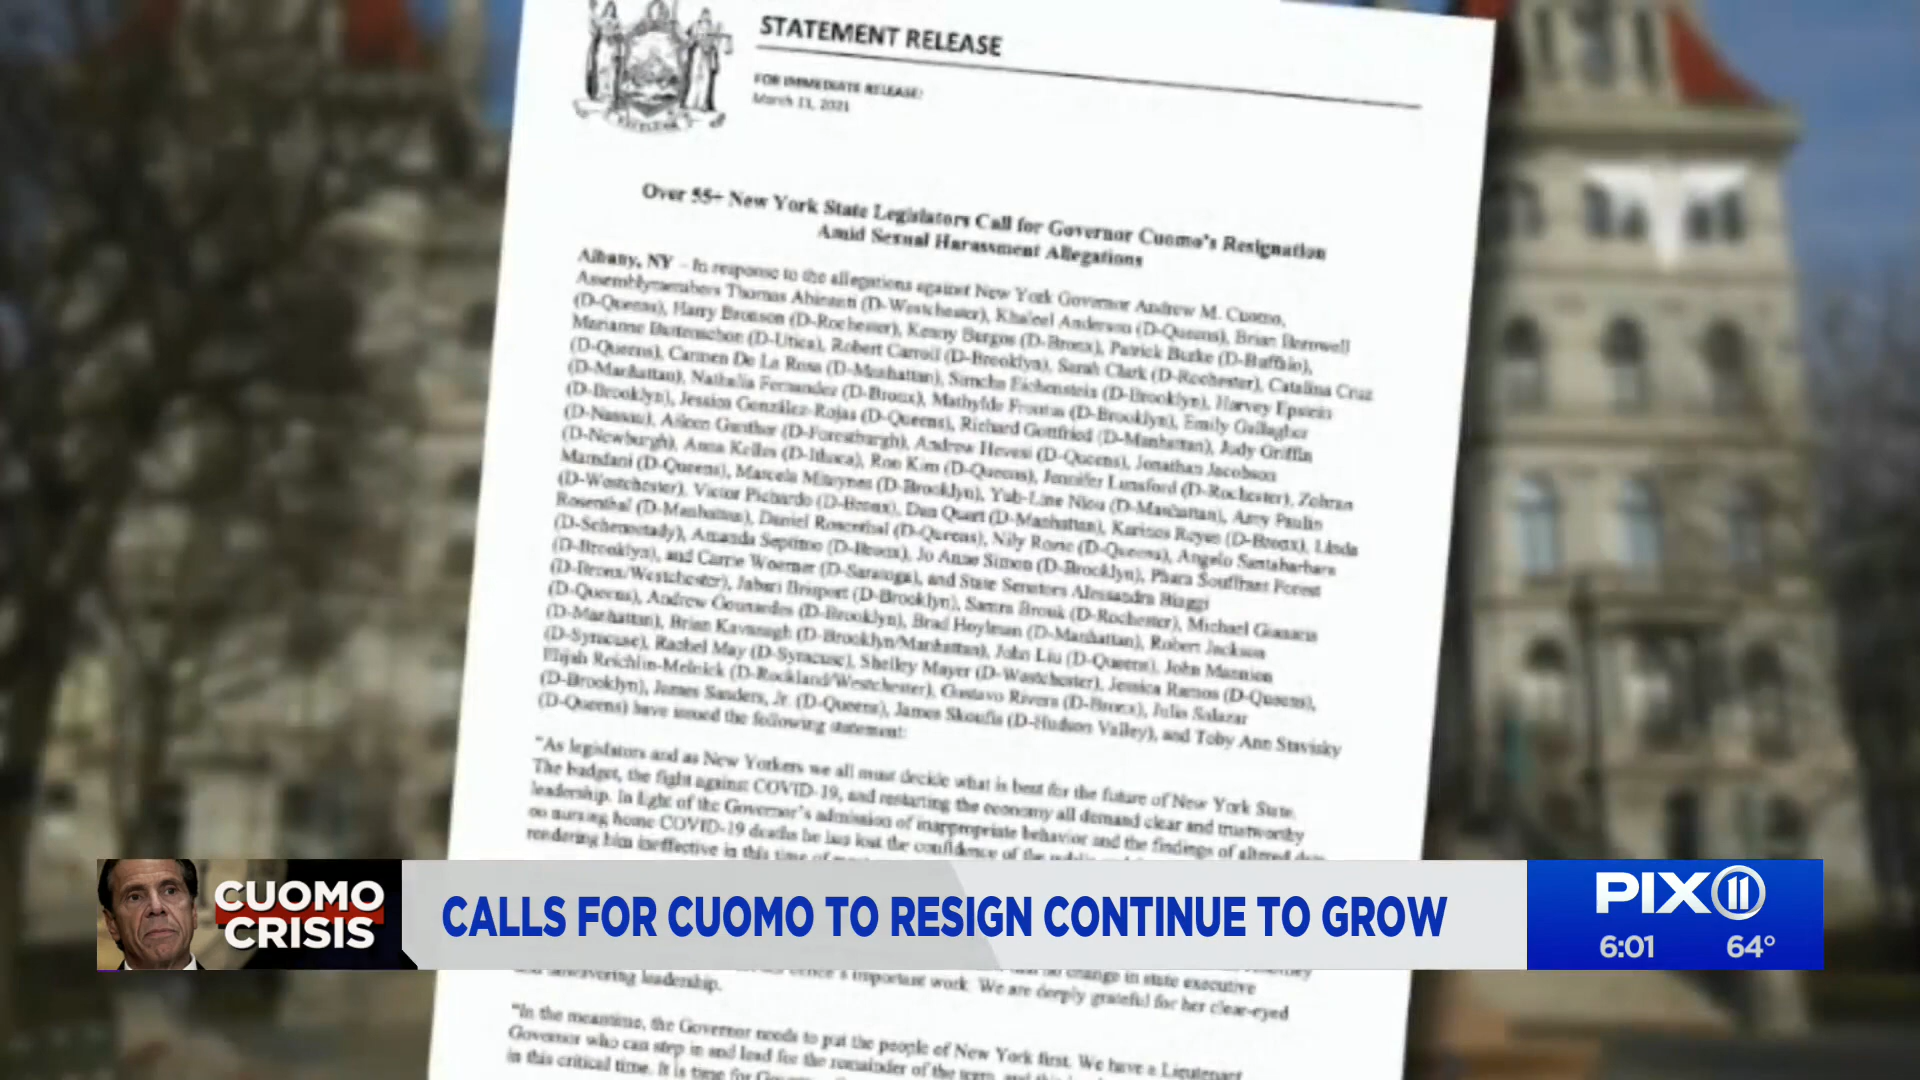 STATEMENT RELEASE
FOR IMMEDIATE RELEASE:
March 11, 2021
EXCELSIOR
Over 55+ New York State Legislators Call for Governor Cuomo's Resignation
Amid Sexual Harassment Allegations
Albany, NY – In response to the allegations against New York Governor Andrew M. Cuomo,
Assemblymembers Thomas Abinanti (D-Westchester), Khaleel Anderson (D-Queens), Brian Barnwell
(D-Queens), Harry Bronson (D-Rochester), Kenny Burgos (D-Bronx), Patrick Burke (D-Buffalo),
Marianne Buttenschon (D-Utica), Robert Carroll (D-Brooklyn), Sarah Clark (D-Rochester), Catalina Cruz
(D-Queens), Carmen De La Rosa (D-Manhattan), Simcha Eichenstein (D-Brooklyn), Harvey Epstein
(D-Manhattan), Nathalia Fernandez (D-Bronx), Mathylde Frontus (D-Brooklyn), Emily Gallagher
(D-Brooklyn), Jessica González-Rojas (D-Queens), Richard Gottfried (D-Manhattan), Judy Griffin
(D-Nassau), Aileen Gunther (D-Forestburgh), Andrew Hevesi (D-Queens), Jonathan Jacobson
(D-Newburgh), Anna Kelles (D-Ithaca), Ron Kim (D-Queens), Jennifer Lunsford (D-Rochester), Zohran
Mamdani (D-Queens), Marcela Mitaynes (D-Brooklyn), Yuh-Line Niou (D-Manhattan), Amy Paulin
(D-Westchester), Victor Pichardo (D-Bronx), Dan Quart (D-Manhattan), Karines Reyes (D-Bronx), Linda
Rosenthal (D-Manhattan), Daniel Rosenthal (D-Queens), Nily Rozic (D-Queens), Angelo Santabarbara
(D-Schenectady), Amanda Septimo (D-Bronx), Jo Anne Simon (D-Brooklyn), Phara Souffrant Forrest
(D-Brooklyn), and Carrie Woerner (D-Saratoga), and State Senators Alessandra Biaggi
(D-Bronx/Westchester), Jabari Brisport (D-Brooklyn), Samra Brouk (D-Rochester), Michael Gianaris
(D-Queens), Andrew Gounardes (D-Brooklyn), Brad Hoylman (D-Manhattan), Robert Jackson
(D-Manhattan), Brian Kavanagh (D-Brooklyn/Manhattan), John Liu (D-Queens), John Mannion
(D-Syracuse), Rachel May (D-Syracuse), Shelley Mayer (D-Westchester), Jessica Ramos (D-Queens),
Elijah Reichlin-Melnick (D-Rockland/Westchester), Gustavo Rivera (D-Bronx), Julia Salazar
(D-Brooklyn), James Sanders, Jr. (D-Queens), James Skoufis (D-Hudson Valley), and Toby Ann Stavisky
(D-Queens) have issued the following statement:
"As legislators and as New Yorkers we all must decide what is best for the future of New York State.
The budget, the fight against COVID-19, and restarting the economy all demand clear and trustworthy
leadership. In light of the Governor's admission of inappropriate behavior and the findings of altered data
on nursing home COVID-19 deaths he has lost the confidence of the public
rendering him ineffective in this time of
CUOMO
CRISIS
CALLS FOR CUOMO TO RESIGN CONTINUE TO GROW
PIX 11
6:01 64°
no change in state executive
important work. We are deeply grateful for her clear-eyed
and unwavering leadership.
"In the meantime, the Governor needs to put the people of New York first. We have a Lieutenant
Governor who can step in and lead for the remainder of the term, and this
in this critical time. It is time for